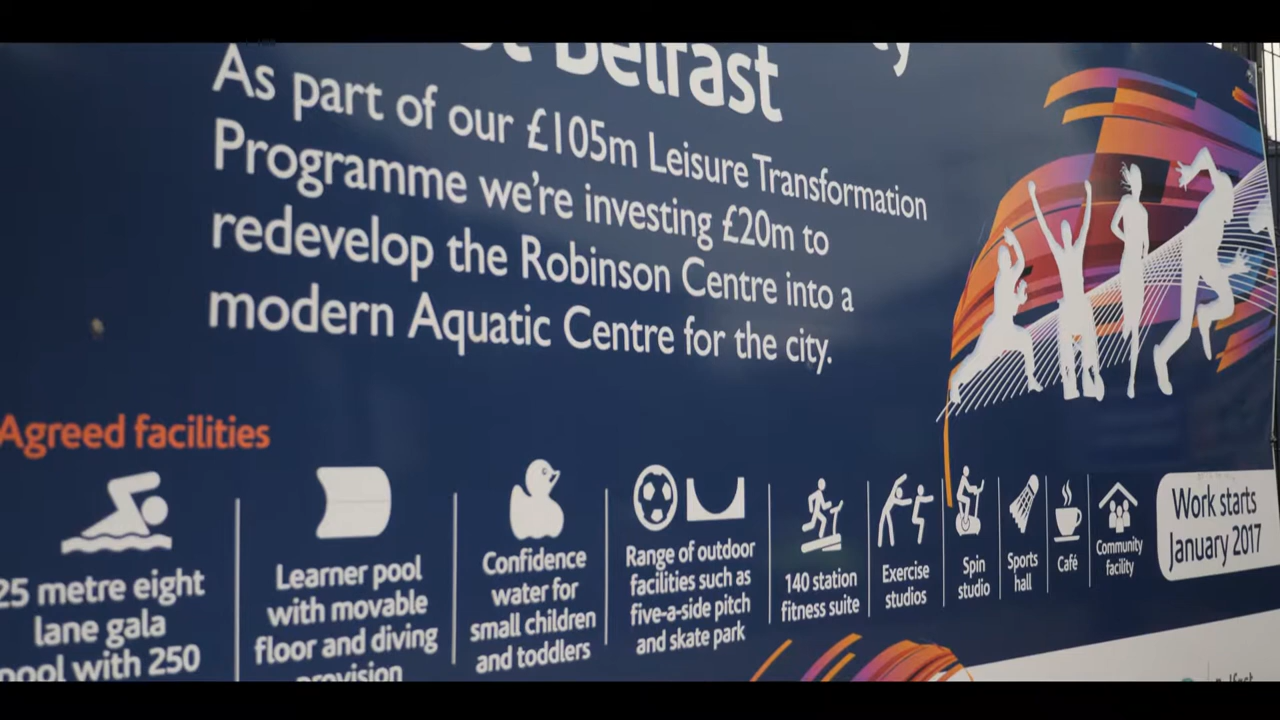 Belfast
As part of our £105m Leisure Transformation
Programme we're investing £20m to
redevelop the Robinson Centre into a
modern Aquatic Centre for the city.
Agreed facilities
25 metre eight
lane gala
pool with 250
Learner pool
with movable
floor and diving
provision
Confidence
water for
small children
and toddlers
Range of outdoor
facilities such as
five-a-side pitch
and skate park
140 station
fitness suite
Exercise
studios
Spin
studio
Sports
hall
Café
Community
facility
Work starts
January 2017